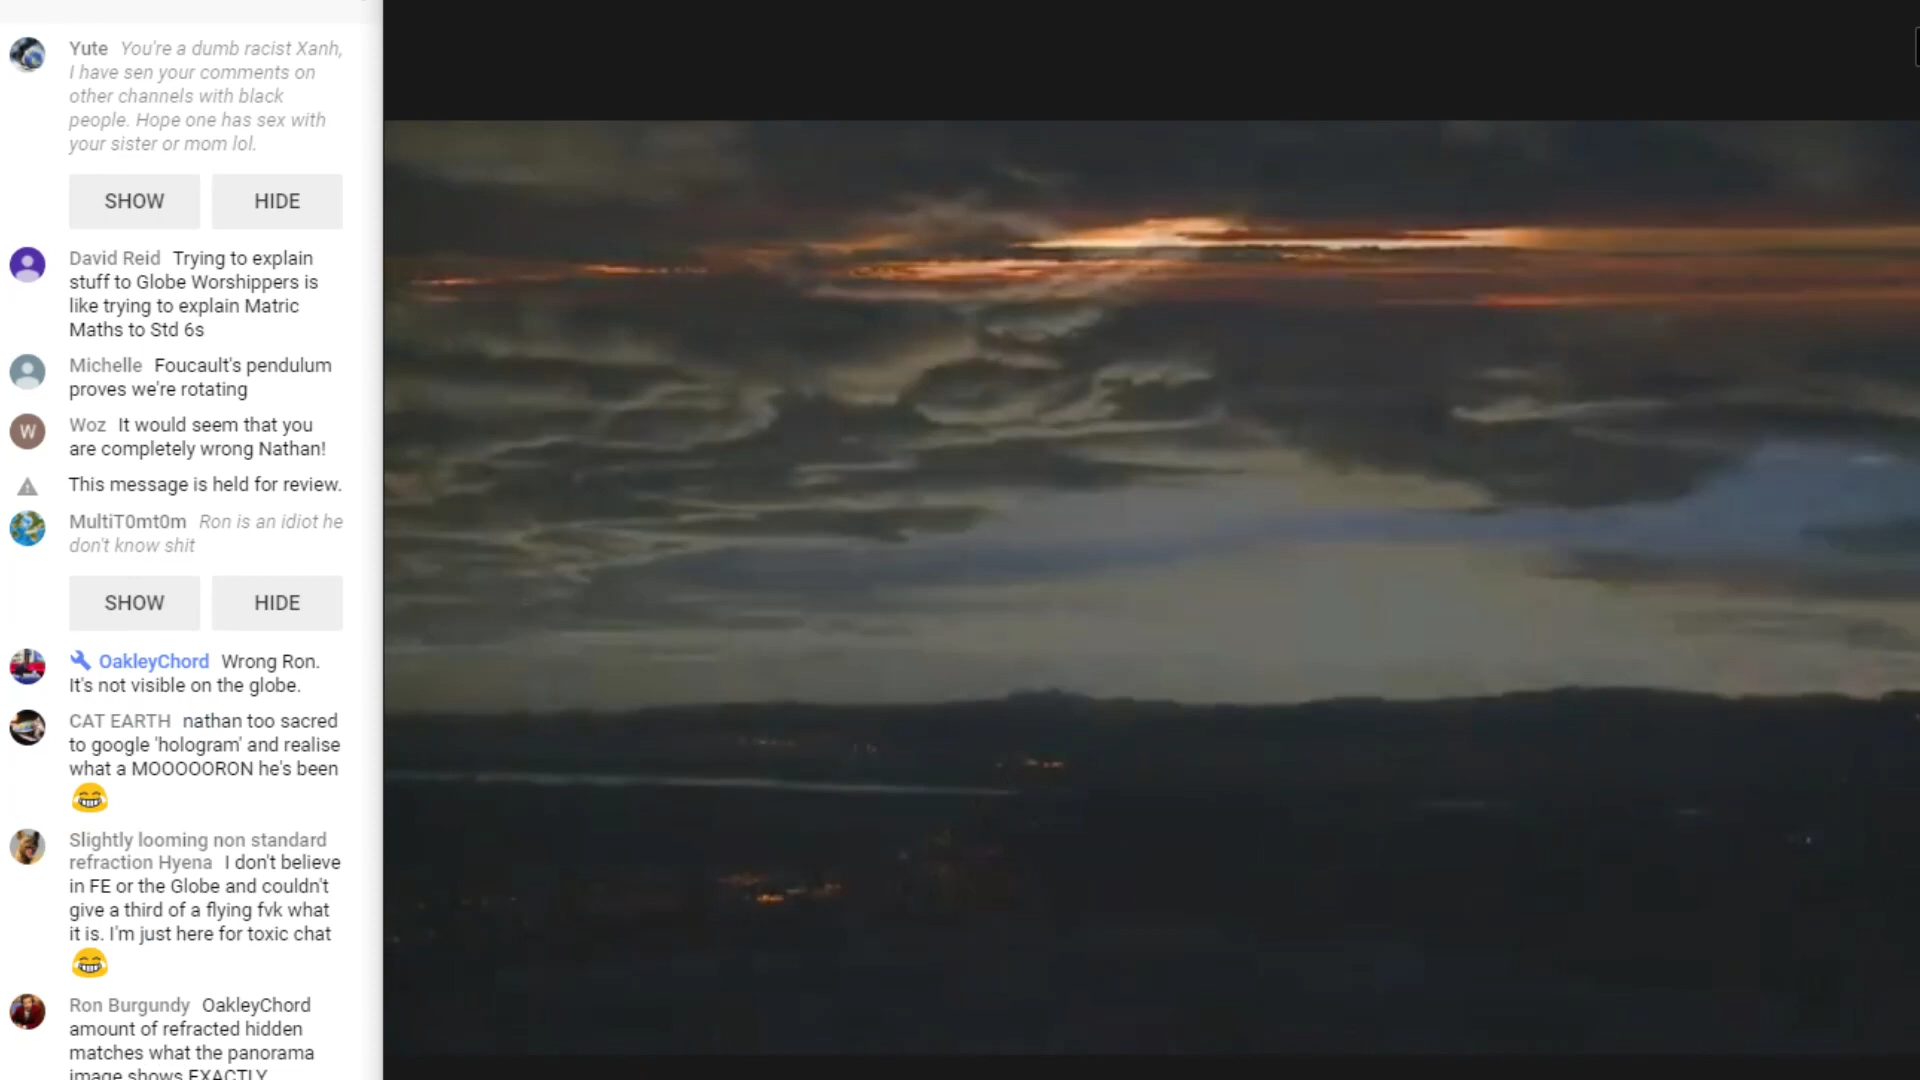 Yute You're a dumb racist Xanh,
I have sen your comments on
other channels with black
people. Hope one has sex with
your sister or mom lol.
SHOW HIDE
David Reid Trying to explain
stuff to Globe Worshippers is
like trying to explain Matric
Maths to Std 6s
Michelle Foucault's pendulum
proves we're rotating
W
Woz It would seem that you
are completely wrong Nathan!
This message is held for review.
MultiT0mt0m Ron is an idiot he
don't know shit
SHOW HIDE
OakleyChord Wrong Ron.
It's not visible on the globe.
CAT EARTH nathan too sacred
to google 'hologram' and realise
what a MOOOOORON he's been
Slightly looming non standard
refraction Hyena I don't believe
in FE or the Globe and couldn't
give a third of a flying fvk what
it is. I'm just here for toxic chat
Ron Burgundy OakleyChord
amount of refracted hidden
matches what the panorama
image shows EXACTLY